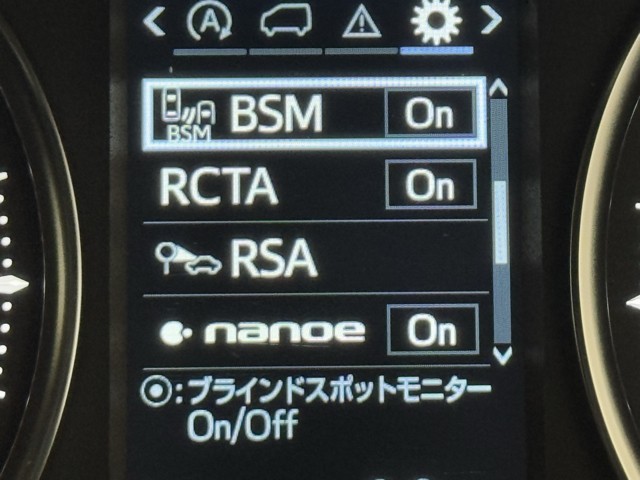 A
BSM On
BSM
RCTA On
RSA
nanoe On
:ブラインドスポットモニター
On/Off